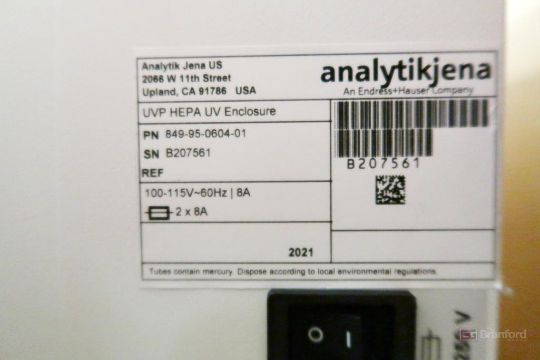 Analytik Jena US
2066 W 11th Street
Upland, CA 91786 USA
analytikjena
An Endress+Hauser Company
UVP HEPA UV Enclosure
PN 849-95-0604-01
SN B207561
REF
B207561
100-115V~60Hz | 8A
2 x 8A
2021
Tubes contain mercury. Dispose according to local environmental regulations.
O I
V
Branford